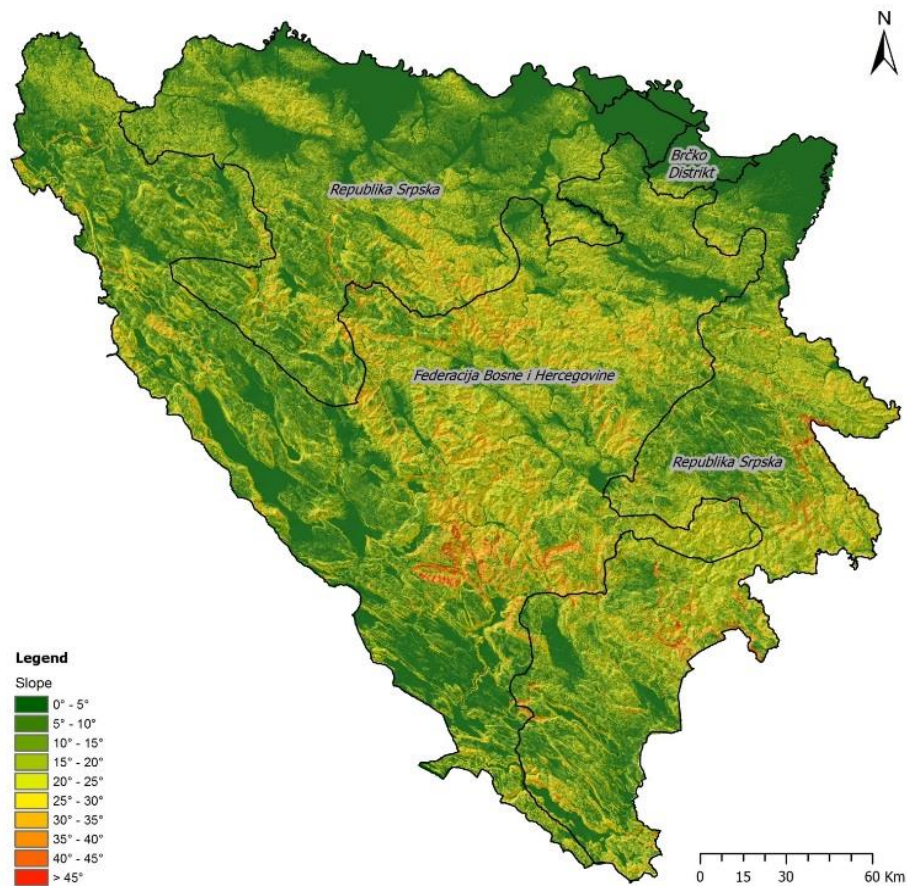 N
Brčko
Distrikt
Republika Srpska
Federacija Bosne i Hercegovine
Republika Srpska
Legend
Slope
0° - 5°
5° - 10°
10° - 15°
15° - 20°
20° - 25°
25° - 30°
30° - 35°
35° - 40°
40° - 45°
> 45°
0 15 30 60 Km